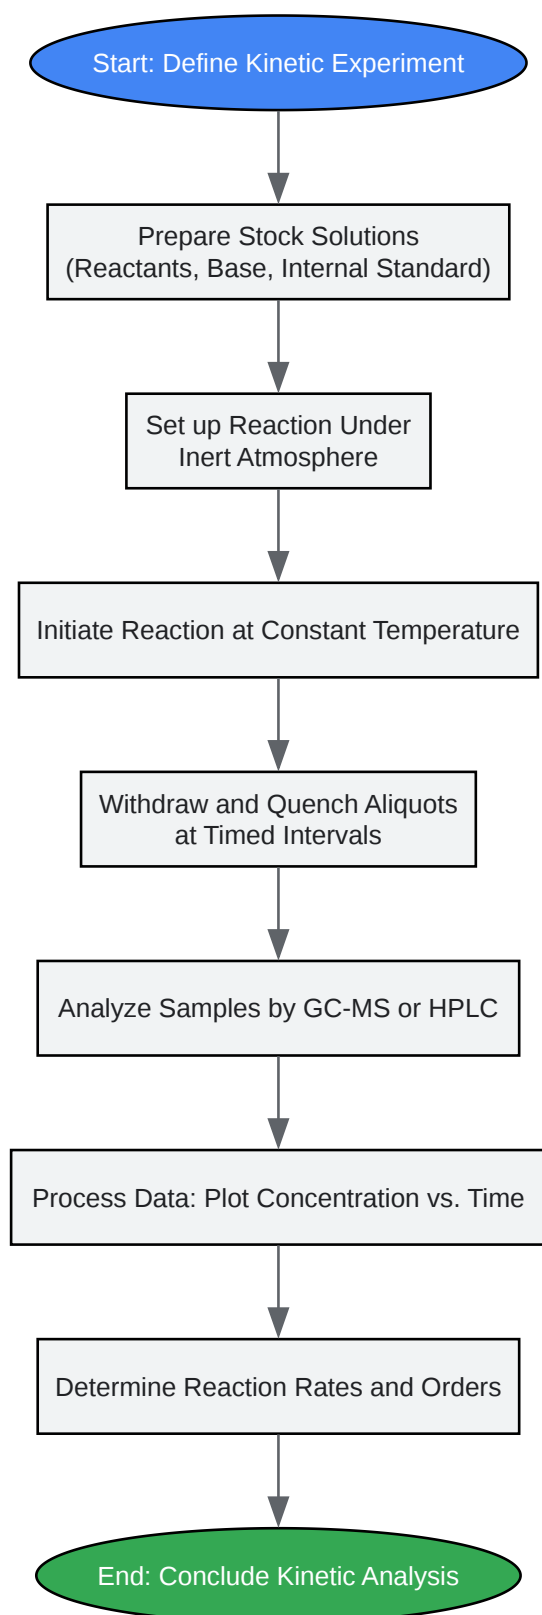 Start: Define Kinetic Experiment
Prepare Stock Solutions
(Reactants, Base, Internal Standard)
Set up Reaction Under
Inert Atmosphere
Initiate Reaction at Constant Temperature
Withdraw and Quench Aliquots
at Timed Intervals
Analyze Samples by GC-MS or HPLC
Process Data: Plot Concentration vs. Time
Determine Reaction Rates and Orders
End: Conclude Kinetic Analysis